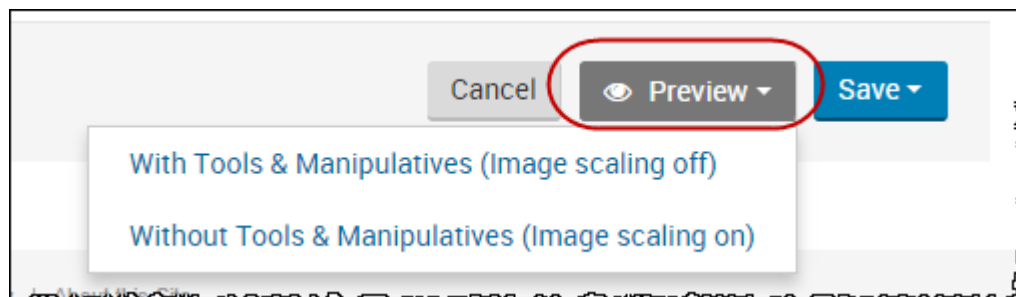 Cancel Preview Save
With Tools & Manipulatives (Image scaling off)
Without Tools & Manipulatives (Image scaling on)